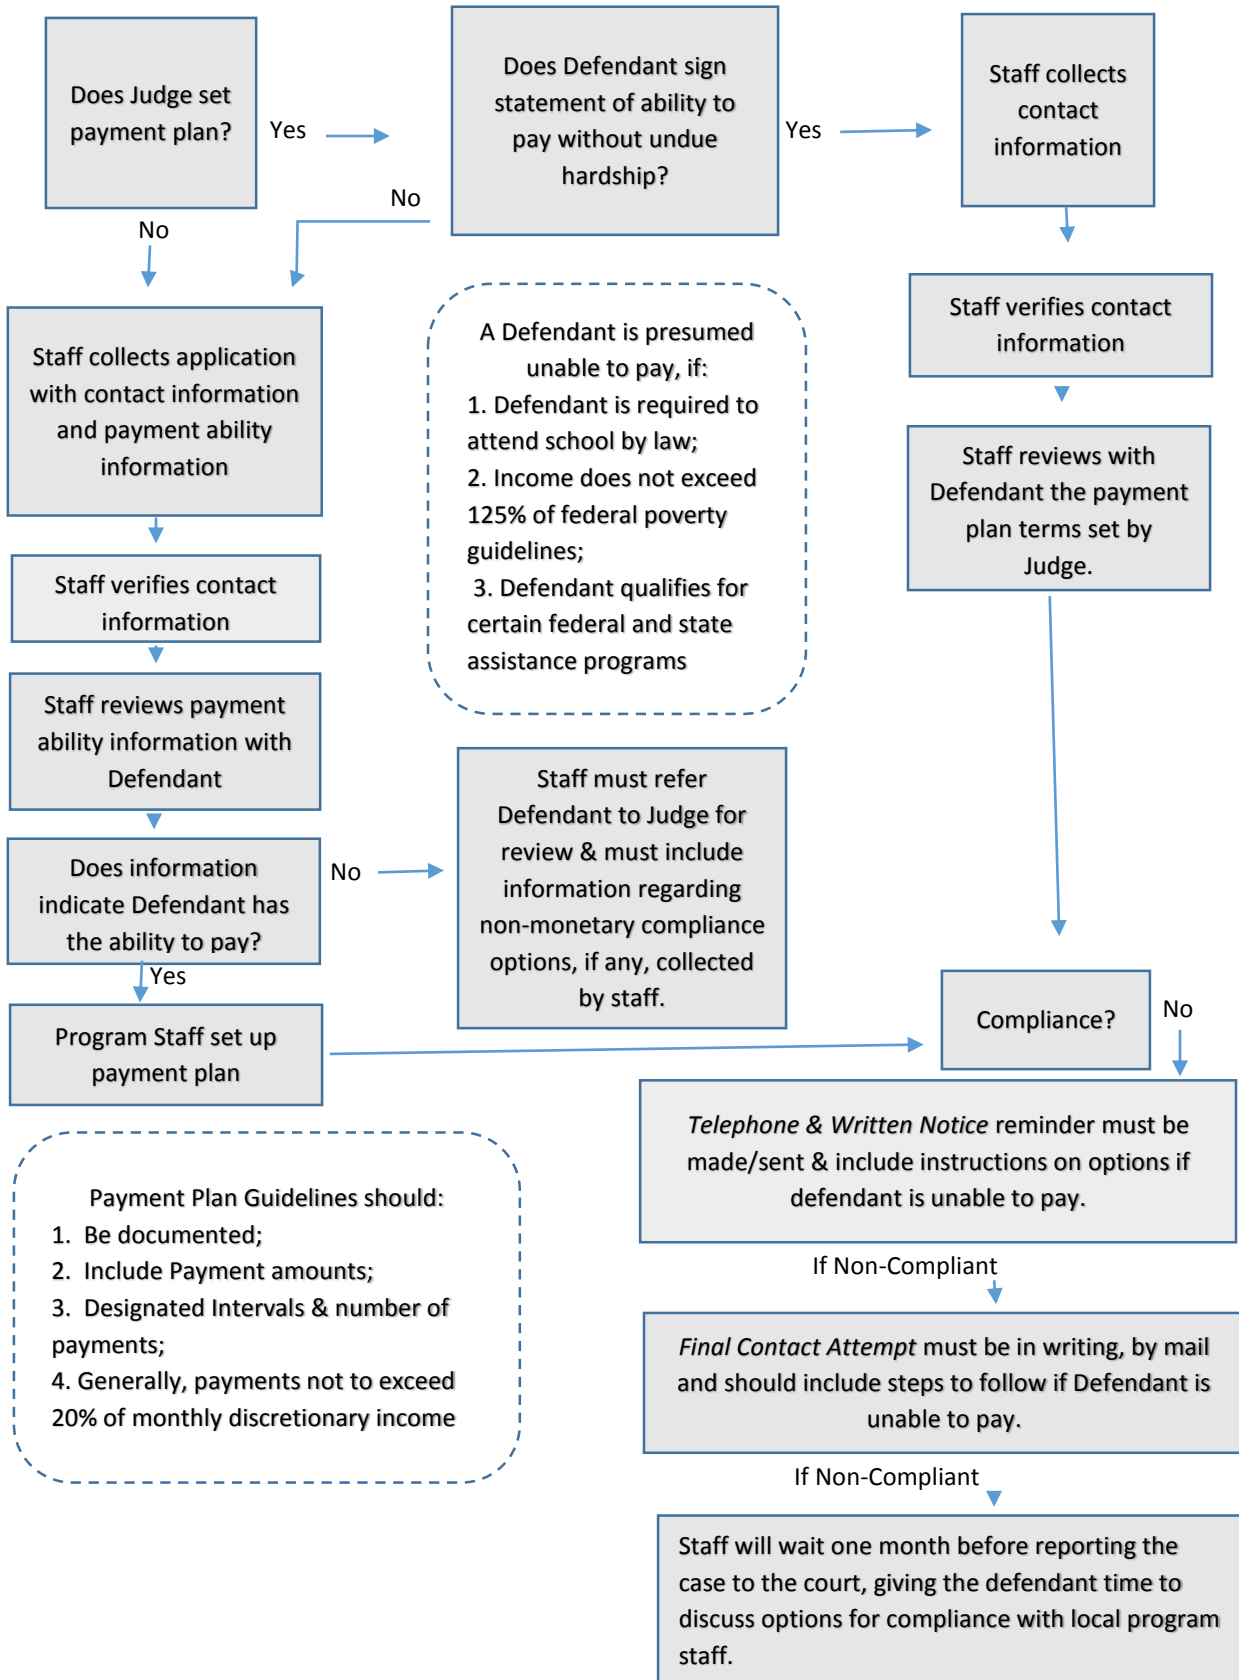 Does Judge set
payment plan?
Yes
No
Does Defendant sign
statement of ability to
pay without undue
hardship?
Yes
No
Staff collects
contact
information
Staff verifies contact
information
Staff reviews with
Defendant the payment
plan terms set by
Judge.
Staff collects application
with contact information
and payment ability
information
Staff verifies contact
information
Staff reviews payment
ability information with
Defendant
Does information
indicate Defendant has
the ability to pay?
No
Yes
Program Staff set up
payment plan
A Defendant is presumed
unable to pay, if:
1. Defendant is required to
attend school by law;
2. Income does not exceed
125% of federal poverty
guidelines;
3. Defendant qualifies for
certain federal and state
assistance programs
Staff must refer
Defendant to Judge for
review & must include
information regarding
non-monetary compliance
options, if any, collected
by staff.
Compliance?
No
Telephone & Written Notice reminder must be
made/sent & include instructions on options if
defendant is unable to pay.
If Non-Compliant
Final Contact Attempt must be in writing, by mail
and should include steps to follow if Defendant is
unable to pay.
If Non-Compliant
Staff will wait one month before reporting the
case to the court, giving the defendant time to
discuss options for compliance with local program
staff.
Payment Plan Guidelines should:
1. Be documented;
2. Include Payment amounts;
3. Designated Intervals & number of
payments;
4. Generally, payments not to exceed
20% of monthly discretionary income